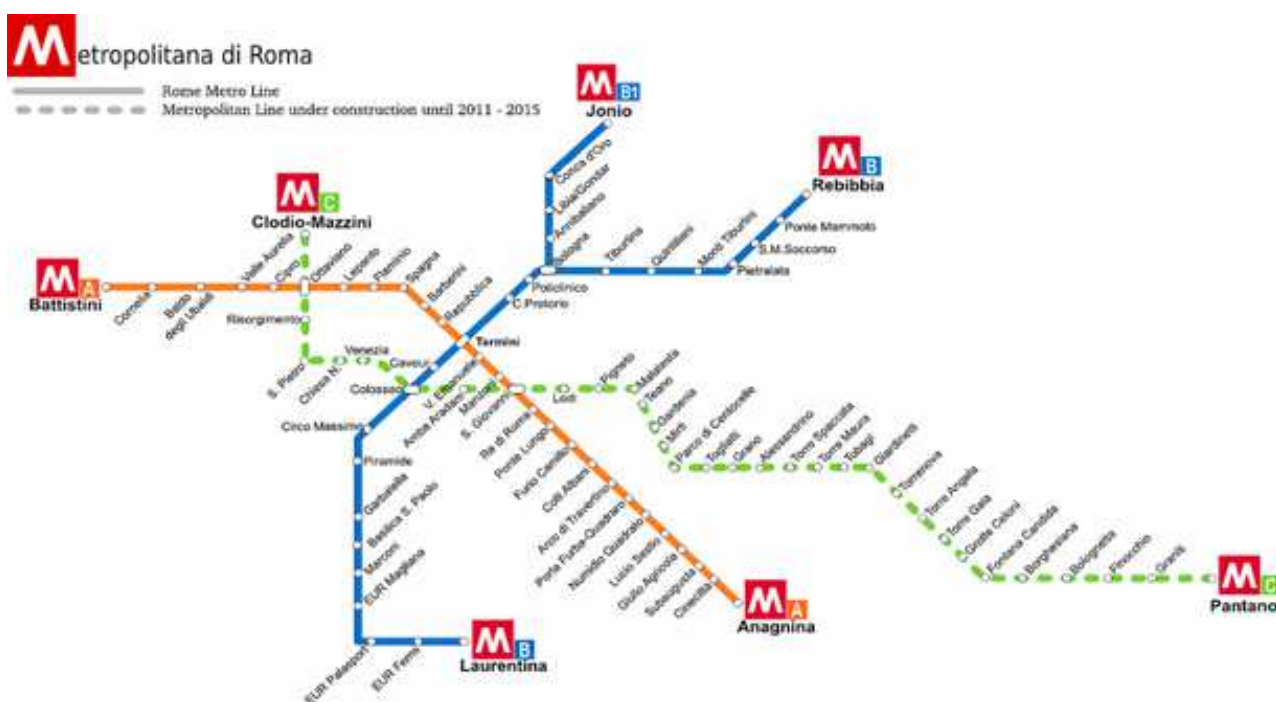 Metropolitana di Roma
Rome Metro Line
Metropolitan Line under construction until 2011 - 2015
M B1
Jonio
Conca d'Oro
Libia/Gondar
Annibaliano
Bologna
M B
Rebibbia
Ponte Mammolo
S.M.Soccorso
Pietralata
Monti Tiburtini
Quintiliani
Tiburtina
Policlinico
C.Pretorio
M C
Clodio-Mazzini
M A
Battistini
Cornelia
Baldo
degli Ubaldi
Valle Aurelia
Cipro
Ottaviano
Lepanto
Flaminio
Spagna
Barberini
Repubblica
Termini
Risorgimento
S. Pietro
Chiesa N.
Venezia
Cavour
Colosseo
V. Emanuele
Manzoni
Amba Aradam
S. Giovanni
Lodi
Pigneto
Malatesta
Teano
Gardenia
Mirti
Parco di Centocelle
Togliatti
Grano
Alessandrino
Torre Spaccata
Torre Maura
Tobagi
Giardinetti
Torrenova
Torre Angela
Torre Gaia
Grotte Celoni
Fontana Candida
Borghesiana
Bolognetta
Finocchio
Graniti
M C
Pantano
Circo Massimo
Piramide
Garbatella
Basilica S. Paolo
Marconi
EUR Magliana
EUR Palasport
EUR Fermi
M B
Laurentina
Re di Roma
Ponte Lungo
Furio Camillo
Colli Albani
Arco di Travertino
Porta Furba-Quadraro
Numidio Quadrato
Lucio Sestio
Giulio Agricola
Subaugusta
Cinecittà
M A
Anagnina